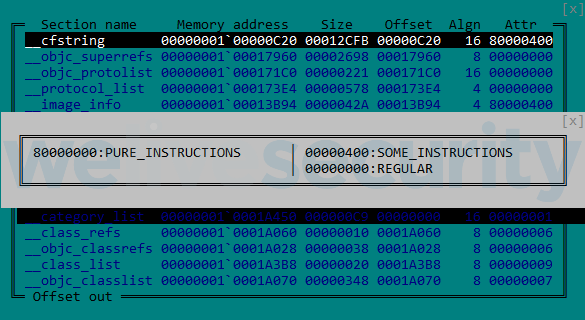 [x]
Section name Memory address Size Offset Algn Attr
__cfstring 00000001`00000C20 00012CFB 00000C20 16 80000400
__objc_superrefs 00000001`00017960 00002698 00017960 8 00000000
__objc_protolist 00000001`000171C0 00000221 000171C0 16 00000000
__protocol_list 00000001`000173E4 00000578 000173E4 4 00000000
__image_info 00000001`00013B94 0000042A 00013B94 4 80000400
[x]
80000000:PURE_INSTRUCTIONS 00000400:SOME_INSTRUCTIONS
00000000:REGULAR
we security
__category_list 00000001`0001A450 000000C9 00000000 16 00000001
__class_refs 00000001`0001A060 00000010 0001A060 8 00000006
__objc_classrefs 00000001`0001A028 00000038 0001A028 8 00000006
__class_list 00000001`0001A3B8 00000020 0001A3B8 8 00000009
__objc_classlist 00000001`0001A070 00000348 0001A070 8 00000007
Offset out